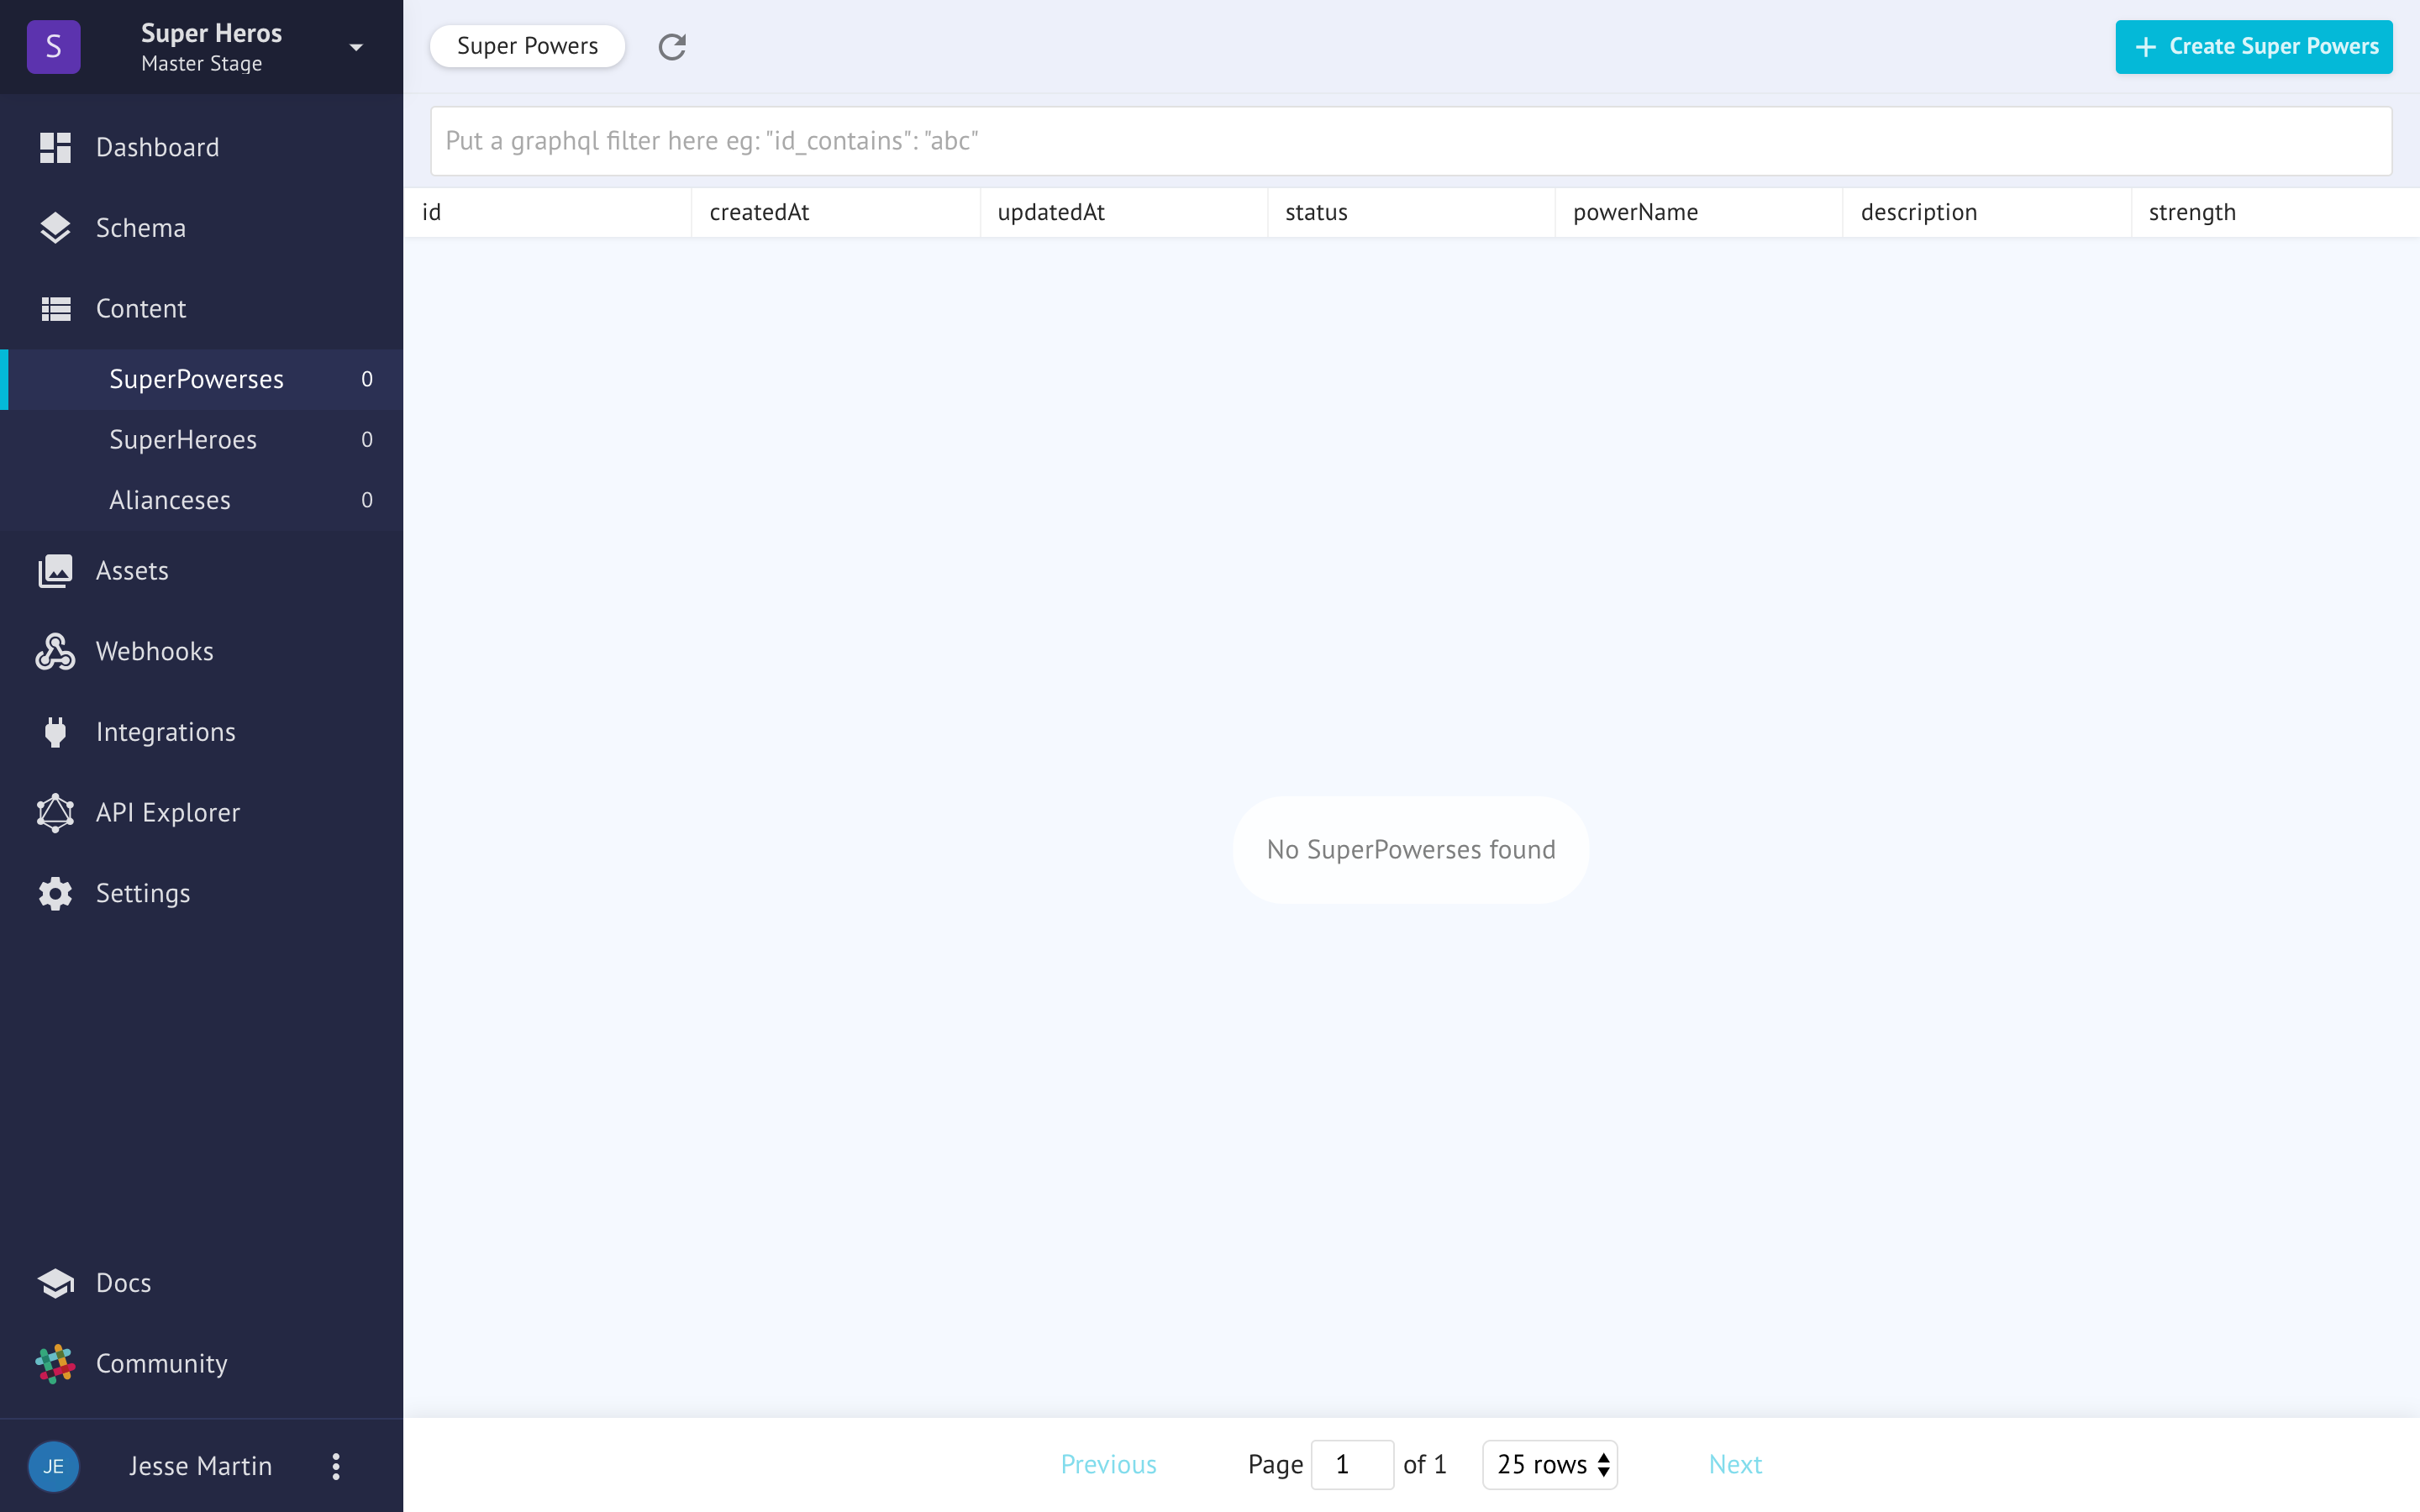 S
Super Heros
Master Stage
Dashboard
Schema
Content
SuperPowerses 0
SuperHeroes 0
Alianceses 0
Assets
Webhooks
Integrations
API Explorer
Settings
Docs
Community
JE Jesse Martin
Super Powers
Create Super Powers
Put a graphql filter here eg: "id_contains": "abc"
id createdAt updatedAt status powerName description strength
No SuperPowerses found
Previous Page 1 of 1 25 rows Next